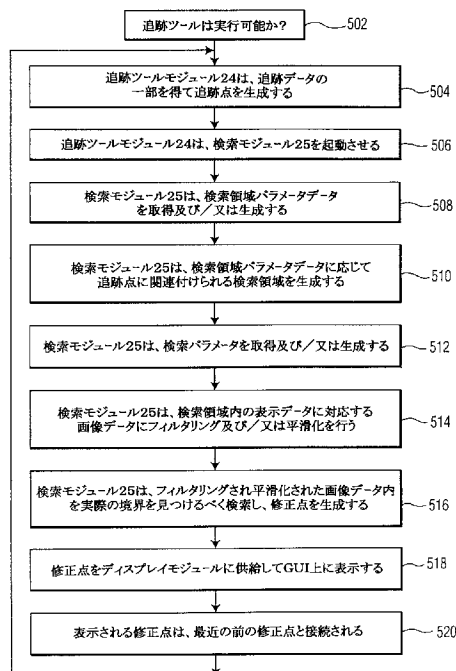 追跡ツールは実行可能か?
502
追跡ツールモジュール24は、追跡データの
一部を得て追跡点を生成する
504
追跡ツールモジュール24は、検索モジュール25を起動させる
506
検索モジュール25は、検索領域パラメータデータ
を取得及び/又は生成する
508
検索モジュール25は、検索領域パラメータデータに応じて
追跡点に関連付けられる検索領域を生成する
510
検索モジュール25は、検索パラメータを取得及び/又は生成する
512
検索モジュール25は、検索領域内の表示データに対応する
画像データにフィルタリング及び/又は平滑化を行う
514
検索モジュール25は、フィルタリングされ平滑化された画像データ内
を実際の境界を見つけるべく検索し、修正点を生成する
516
修正点をディスプレイモジュールに供給してGUI上に表示する
518
表示される修正点は、最近の前の修正点と接続される
520